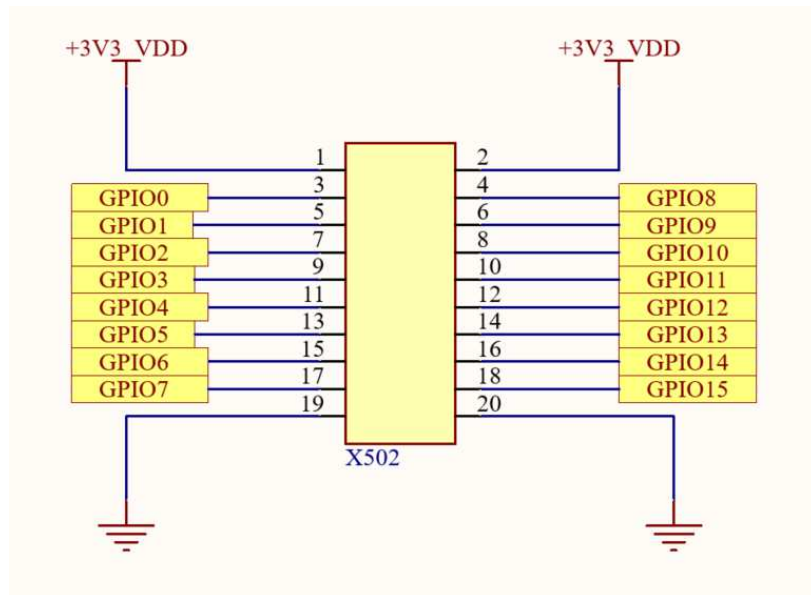 +3V3_VDD +3V3_VDD
1 2
GPIO0 3 4 GPIO8
GPIO1 5 6 GPIO9
GPIO2 7 8 GPIO10
GPIO3 9 10 GPIO11
GPIO4 11 12 GPIO12
GPIO5 13 14 GPIO13
GPIO6 15 16 GPIO14
GPIO7 17 18 GPIO15
19 20
X502